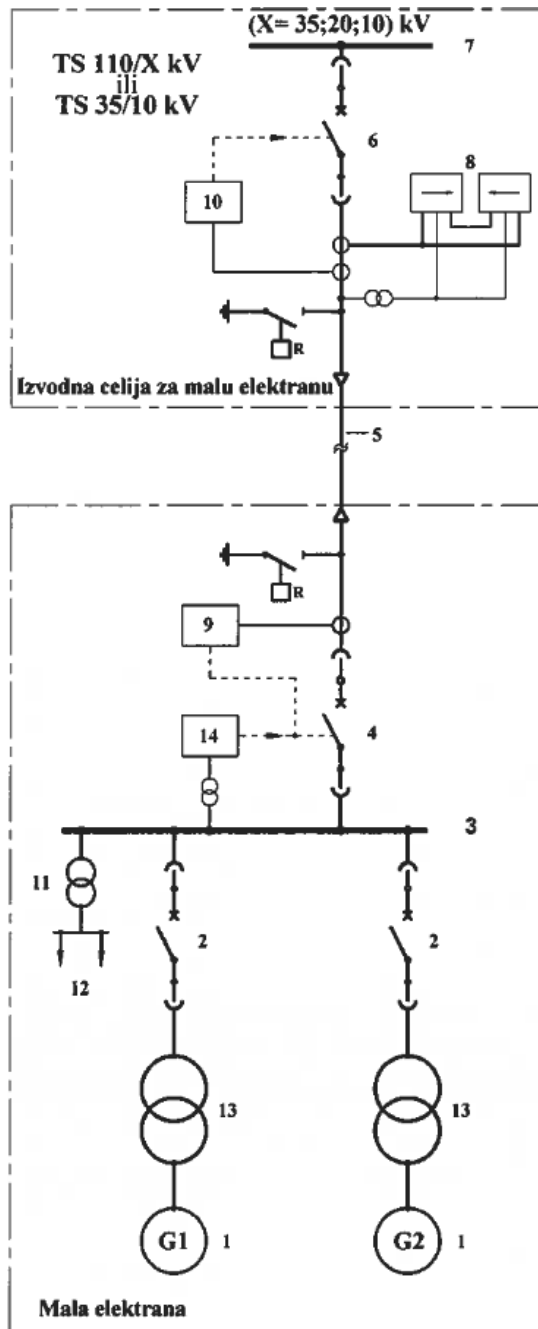 (X= 35;20;10) kV
7
TS 110/X kV
ili
TS 35/10 kV
6
8
10
R
Izvodna celija za malu elektranu
5
R
9
14
4
3
11
2
2
12
13
13
G1
1
G2
1
Mala elektrana